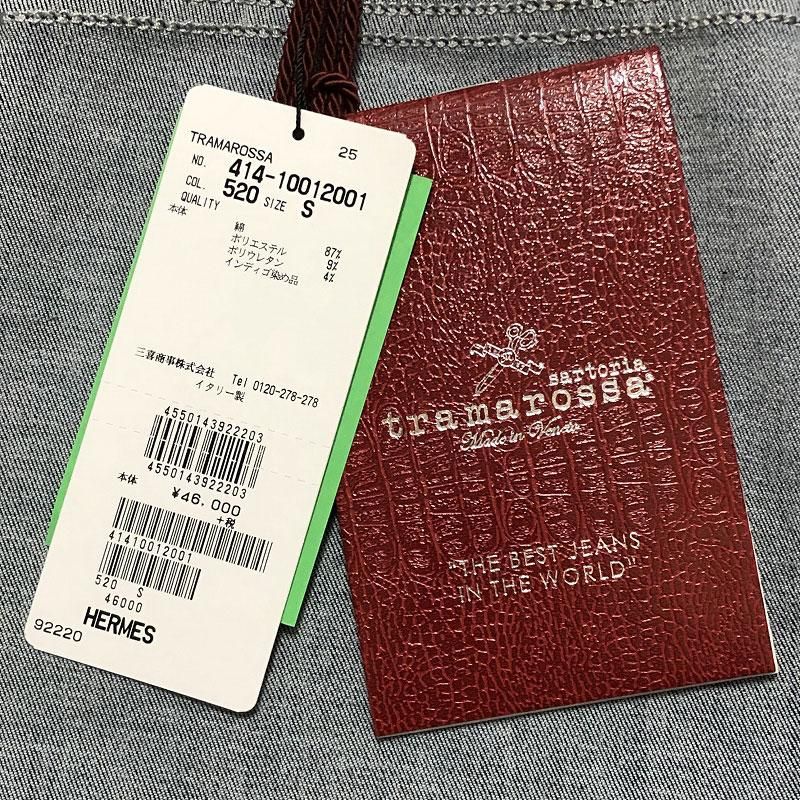 TRAMAROSSA 25
NO. 414-10012001
COL. 520 SIZE S
QUALITY
本体
綿 87%
ポリエステル 9%
ポリウレタン 4%
インディゴ染め品
三喜商事株式会社 Tel 0120-278-278
イタリー製
4550143922203
4550143922203
本体 ¥46,000
+税
41410012001
520 S
46000
92220 HERMES
sartoria
tramarossa
Made in Veneto
"THE BEST JEANS
IN THE WORLD"